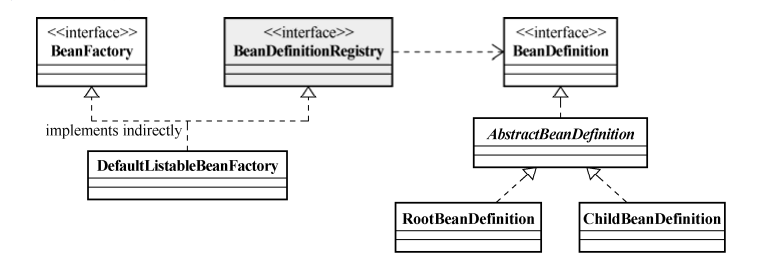 <<interface>>
BeanFactory
<<interface>>
BeanDefinitionRegistry
<<interface>>
BeanDefinition
implements indirectly
AbstractBeanDefinition
DefaultListableBeanFactory
RootBeanDefinition
ChildBeanDefinition